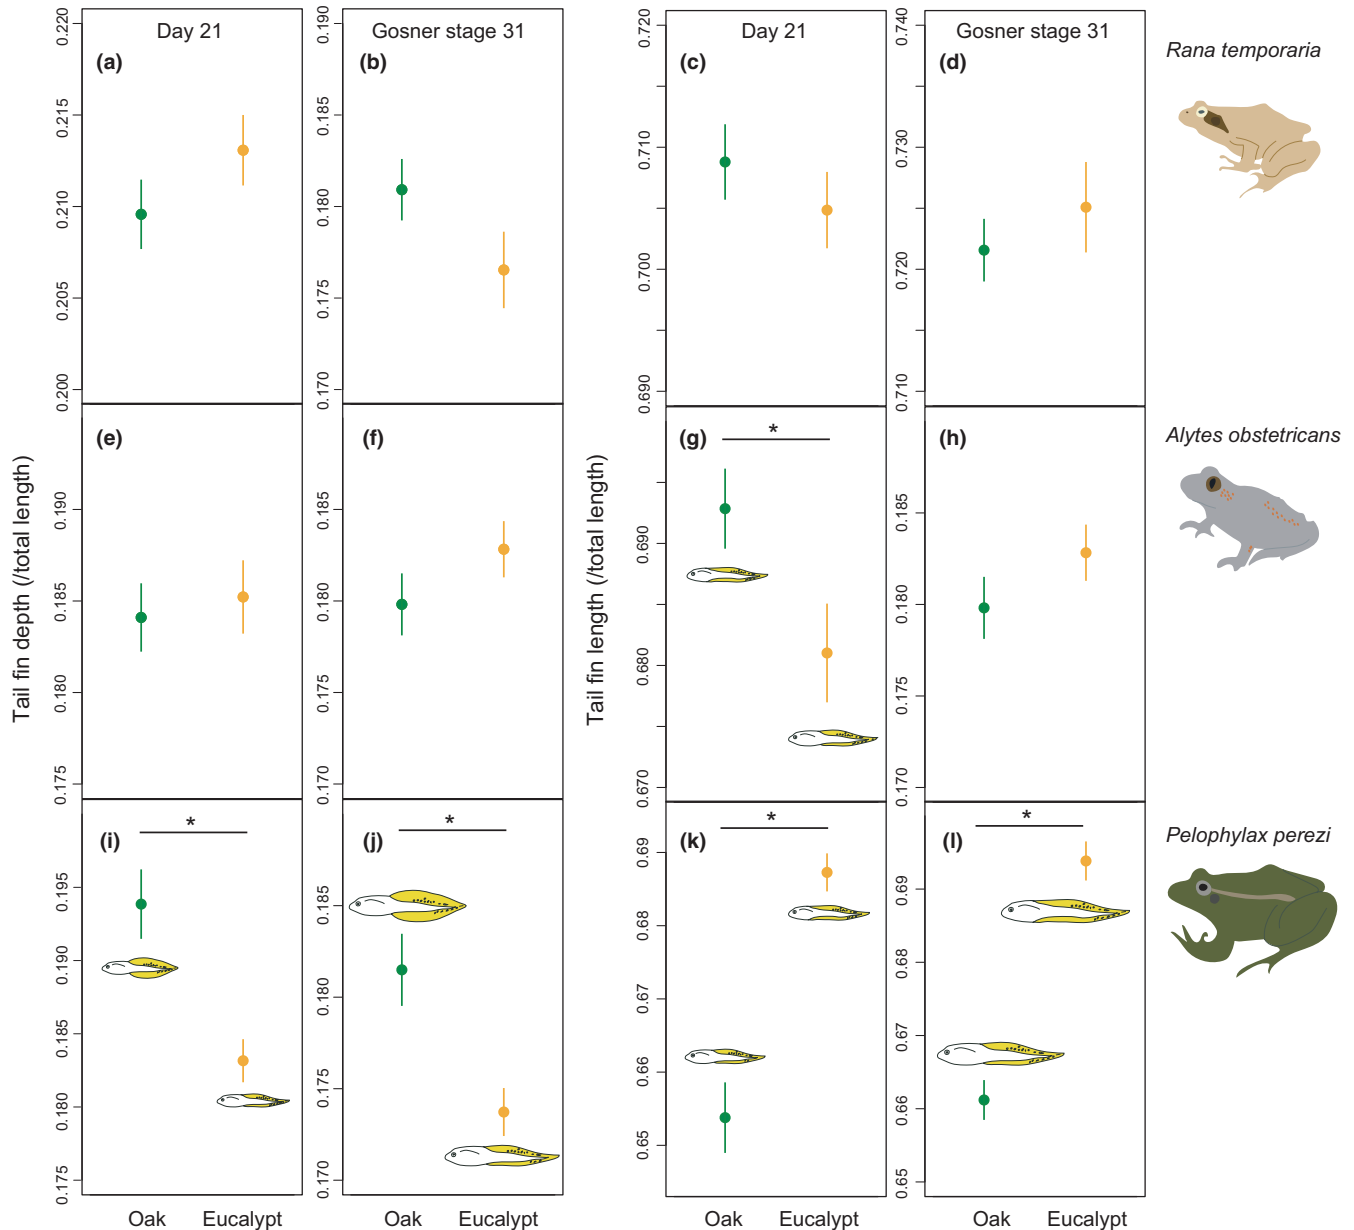 Day 21
Gosner stage 31
Day 21
Gosner stage 31
Rana temporaria
(a)
(b)
(c)
(d)
0.220
0.215
0.210
0.205
0.200
0.190
0.185
0.180
0.175
0.170
0.720
0.710
0.700
0.690
0.740
0.730
0.720
0.710
Tail fin depth (/total length)
Tail fin length (/total length)
Alytes obstetricans
(e)
(f)
(g)
*
(h)
0.190
0.185
0.180
0.175
0.185
0.180
0.175
0.170
0.690
0.680
0.670
0.185
0.180
0.175
0.170
Pelophylax perezi
(i)
*
(j)
*
(k)
*
(l)
*
0.195
0.190
0.185
0.180
0.175
0.185
0.180
0.175
0.170
0.69
0.68
0.67
0.66
0.65
0.69
0.68
0.67
0.66
0.65
Oak Eucalypt
Oak Eucalypt
Oak Eucalypt
Oak Eucalypt